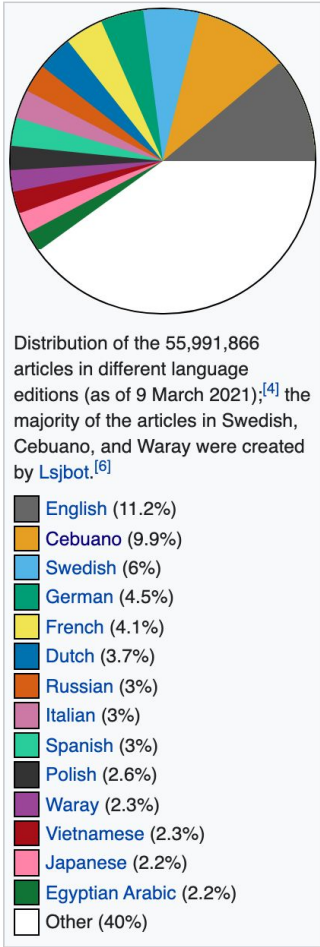 Distribution of the 55,991,866
articles in different language
editions (as of 9 March 2021);[4] the
majority of the articles in Swedish,
Cebuano, and Waray were created
by Lsjbot.[6]
English (11.2%)
Cebuano (9.9%)
Swedish (6%)
German (4.5%)
French (4.1%)
Dutch (3.7%)
Russian (3%)
Italian (3%)
Spanish (3%)
Polish (2.6%)
Waray (2.3%)
Vietnamese (2.3%)
Japanese (2.2%)
Egyptian Arabic (2.2%)
Other (40%)